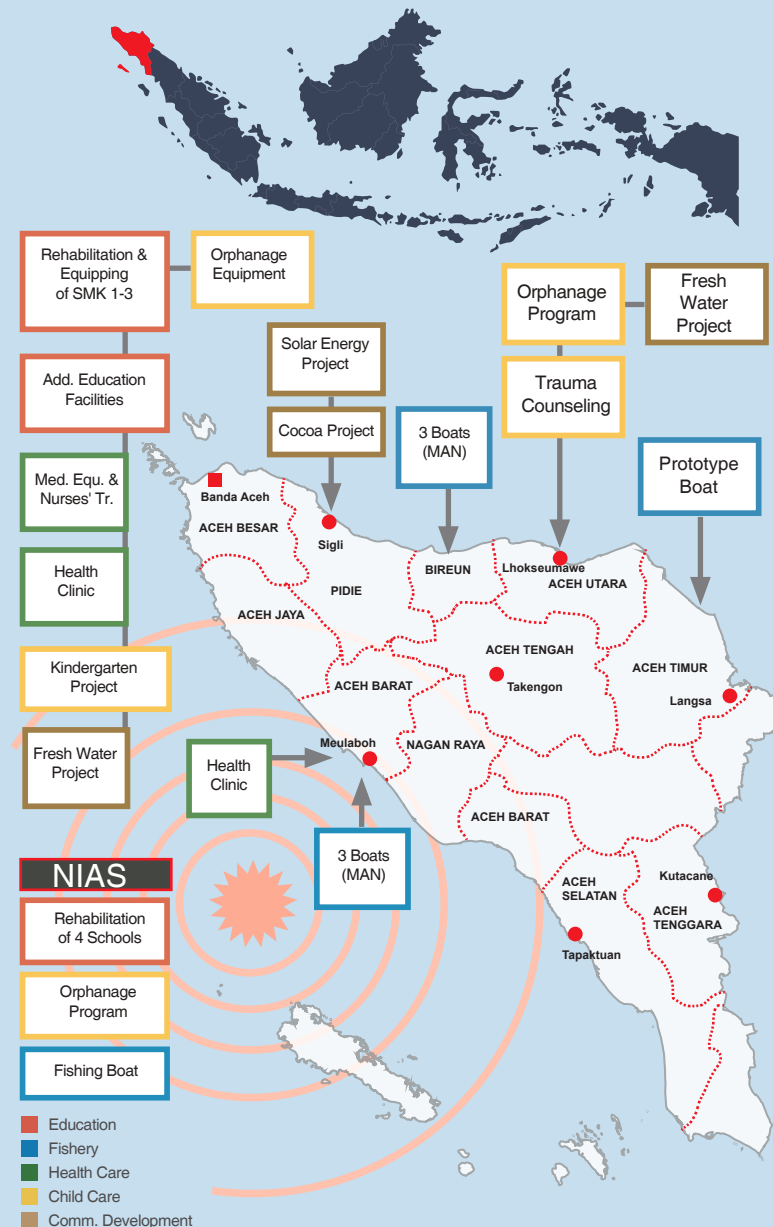 Rehabilitation &
Equipping
of SMK 1-3
Orphanage
Equipment
Add. Education
Facilities
Med. Equ. &
Nurses' Tr.
Health
Clinic
Kindergarten
Project
Fresh Water
Project
Solar Energy
Project
Cocoa Project
3 Boats
(MAN)
Orphanage
Program
Fresh
Water
Project
Trauma
Counseling
Prototype
Boat
Banda Aceh
ACEH BESAR
Sigli
PIDIE
BIREUN
Lhokseumawe
ACEH UTARA
ACEH JAYA
ACEH TENGAH
Takengon
ACEH TIMUR
Langsa
ACEH BARAT
Meulaboh
NAGAN RAYA
Health
Clinic
3 Boats
(MAN)
ACEH BARAT
ACEH
SELATAN
Kutacane
ACEH
TENGGARA
Tapaktuan
NIAS
Rehabilitation
of 4 Schools
Orphanage
Program
Fishing Boat
Education
Fishery
Health Care
Child Care
Comm. Development